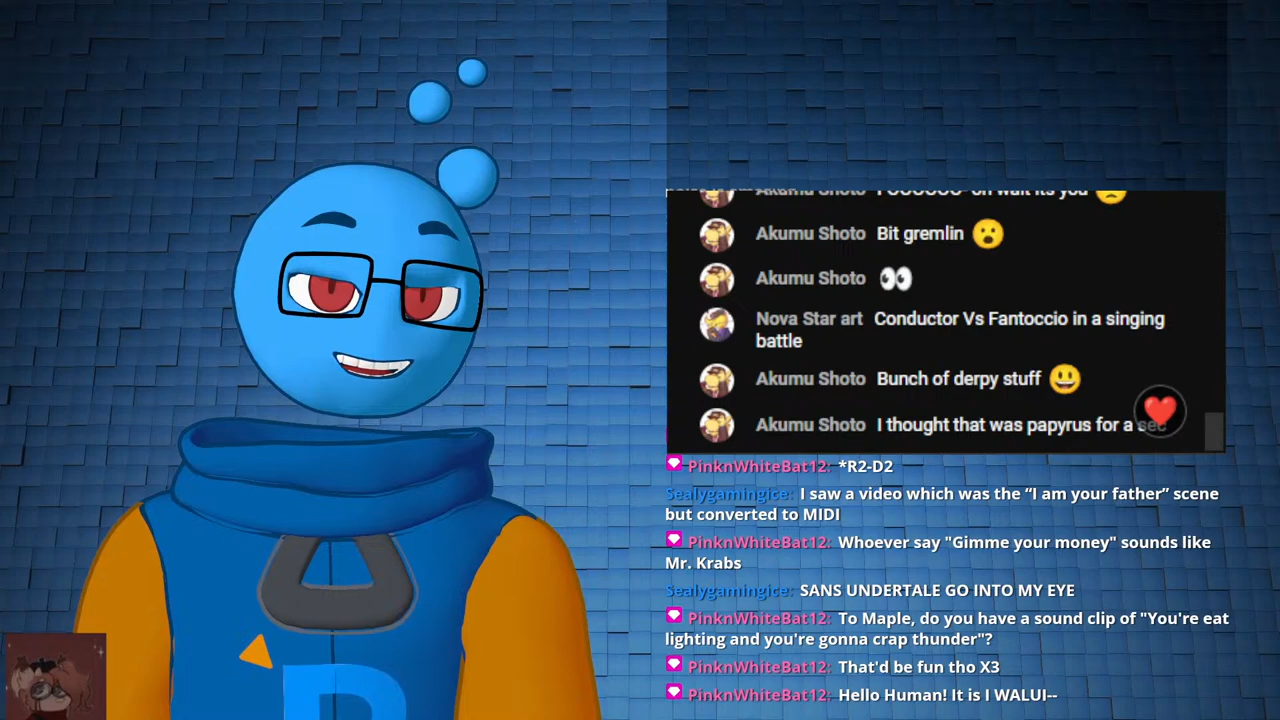 Akumu Shoto
Akumu Shoto Bit gremlin 😮
Akumu Shoto 👀
Nova Star art Conductor Vs Fantoccio in a singing
battle
Akumu Shoto Bunch of derpy stuff 😃
Akumu Shoto I thought that was papyrus for a sec
PinknWhiteBat12: *R2-D2
Sealygamingice: I saw a video which was the “I am your father” scene
but converted to MIDI
PinknWhiteBat12: Whoever say "Gimme your money" sounds like
Mr. Krabs
Sealygamingice: SANS UNDERTALE GO INTO MY EYE
PinknWhiteBat12: To Maple, do you have a sound clip of "You're eat
lighting and you're gonna crap thunder"?
PinknWhiteBat12: That'd be fun tho X3
PinknWhiteBat12: Hello Human! It is I WALUI--